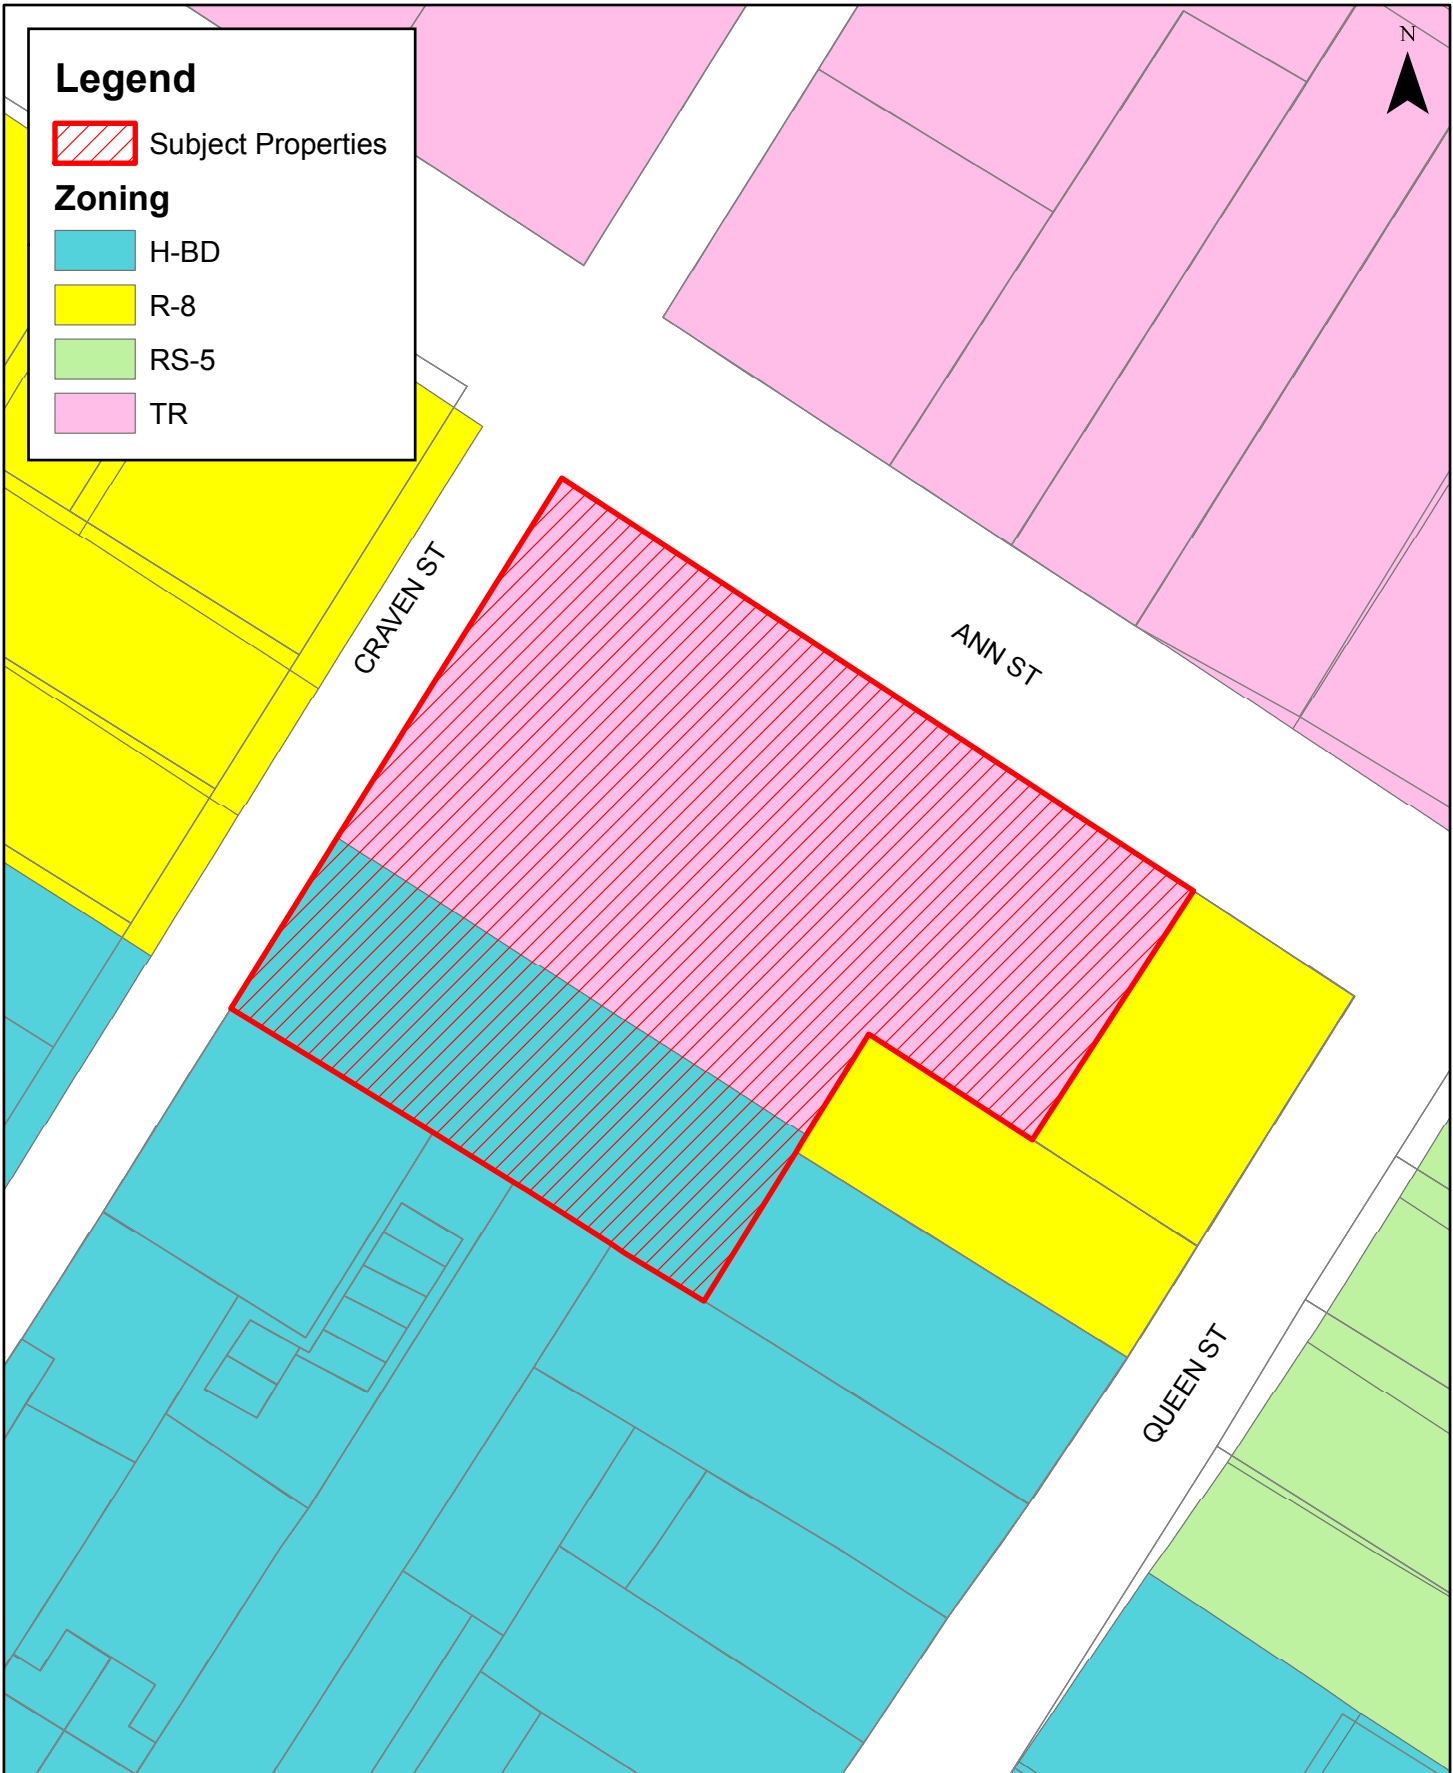 Legend
Subject Properties
Zoning
H-BD
R-8
RS-5
TR
N
CRAVEN ST
ANN ST
QUEEN ST